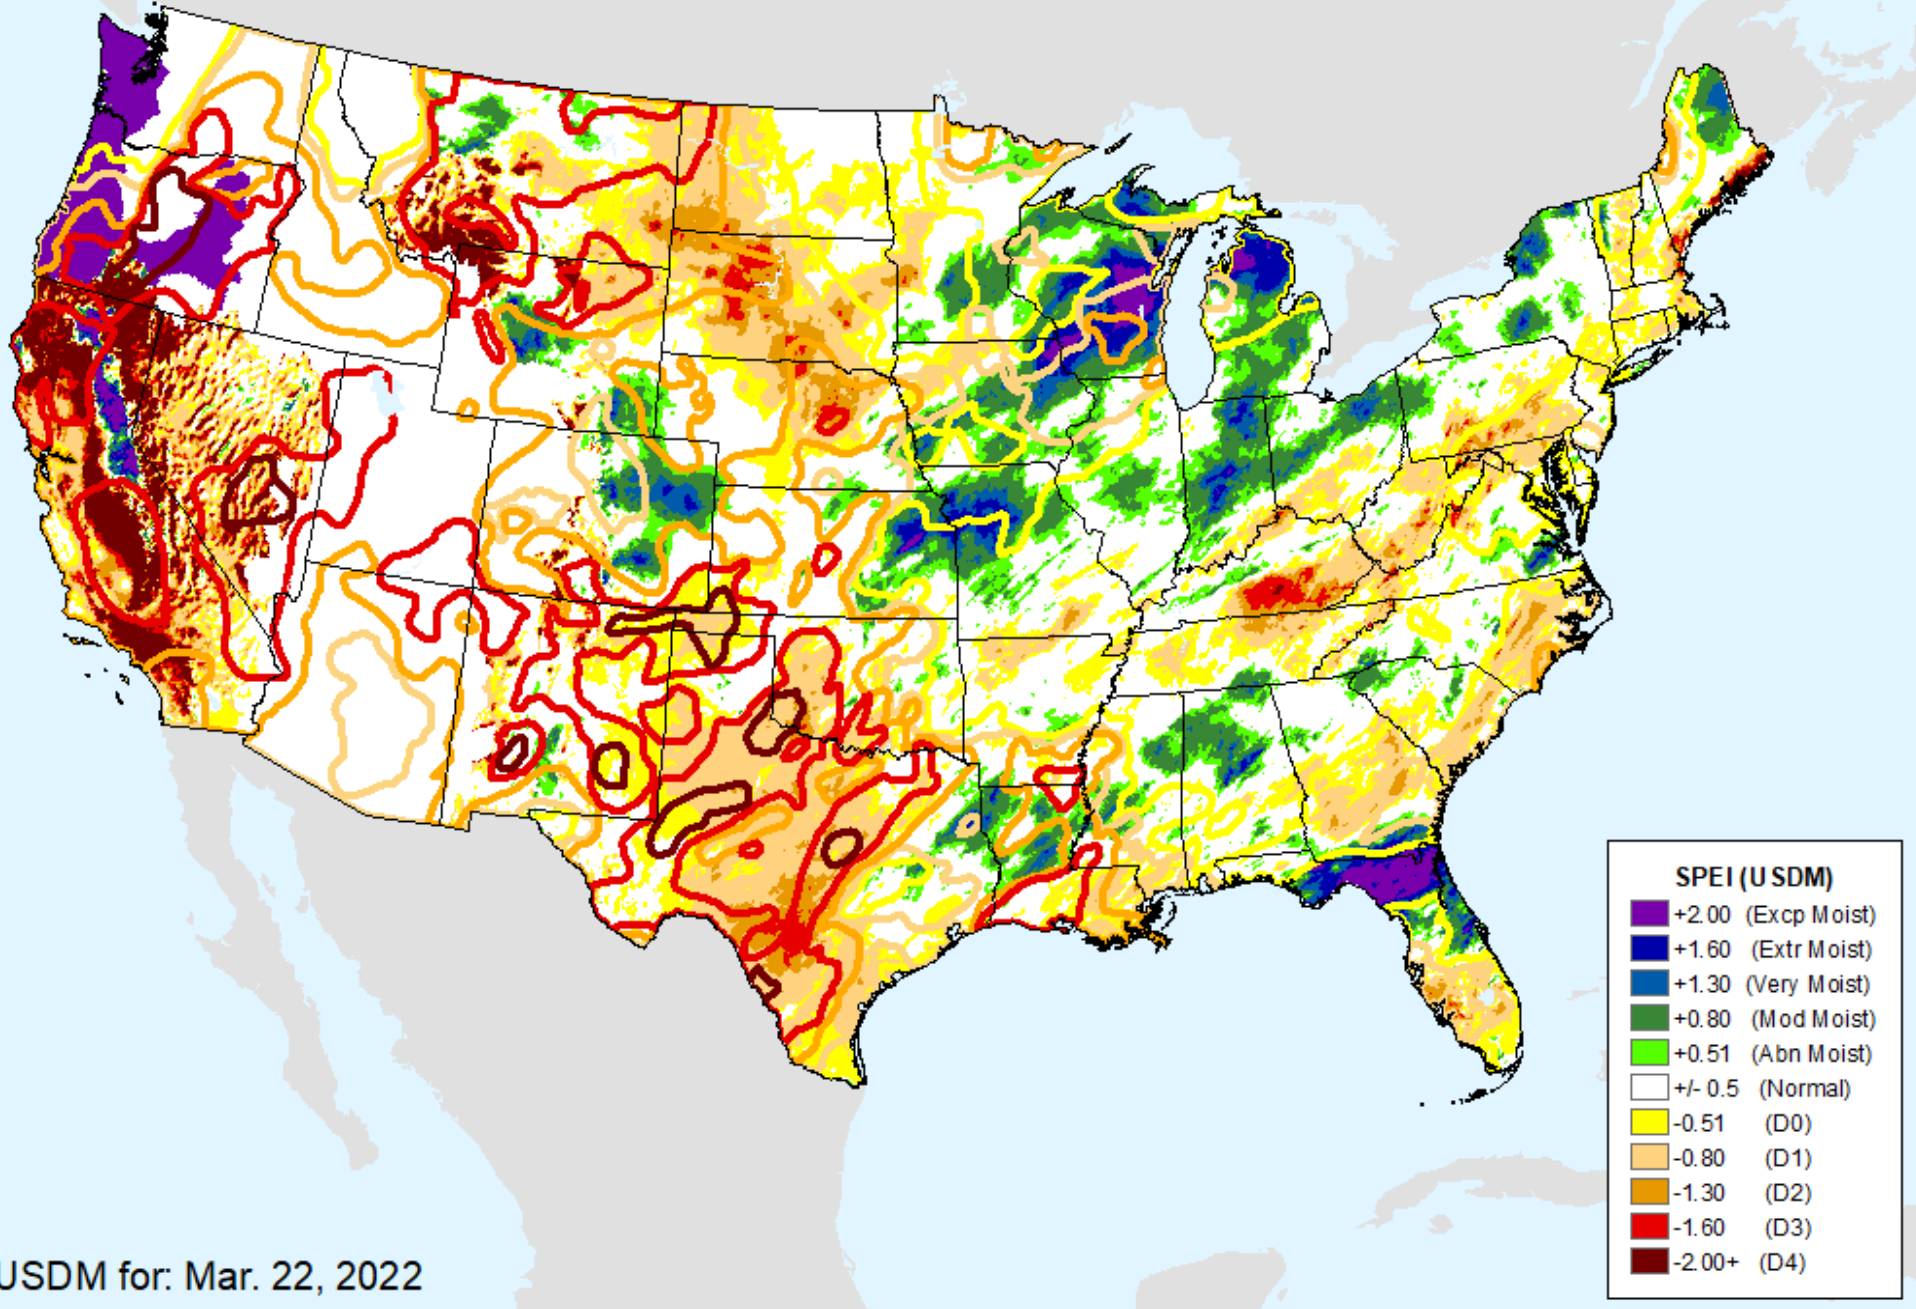 SPEI (USDM)
+2.00 (Excp Moist)
+1.60 (Extr Moist)
+1.30 (Very Moist)
+0.80 (Mod Moist)
+0.51 (Abn Moist)
+/- 0.5 (Normal)
-0.51 (D0)
-0.80 (D1)
-1.30 (D2)
-1.60 (D3)
-2.00+ (D4)
USDM for: Mar. 22, 2022